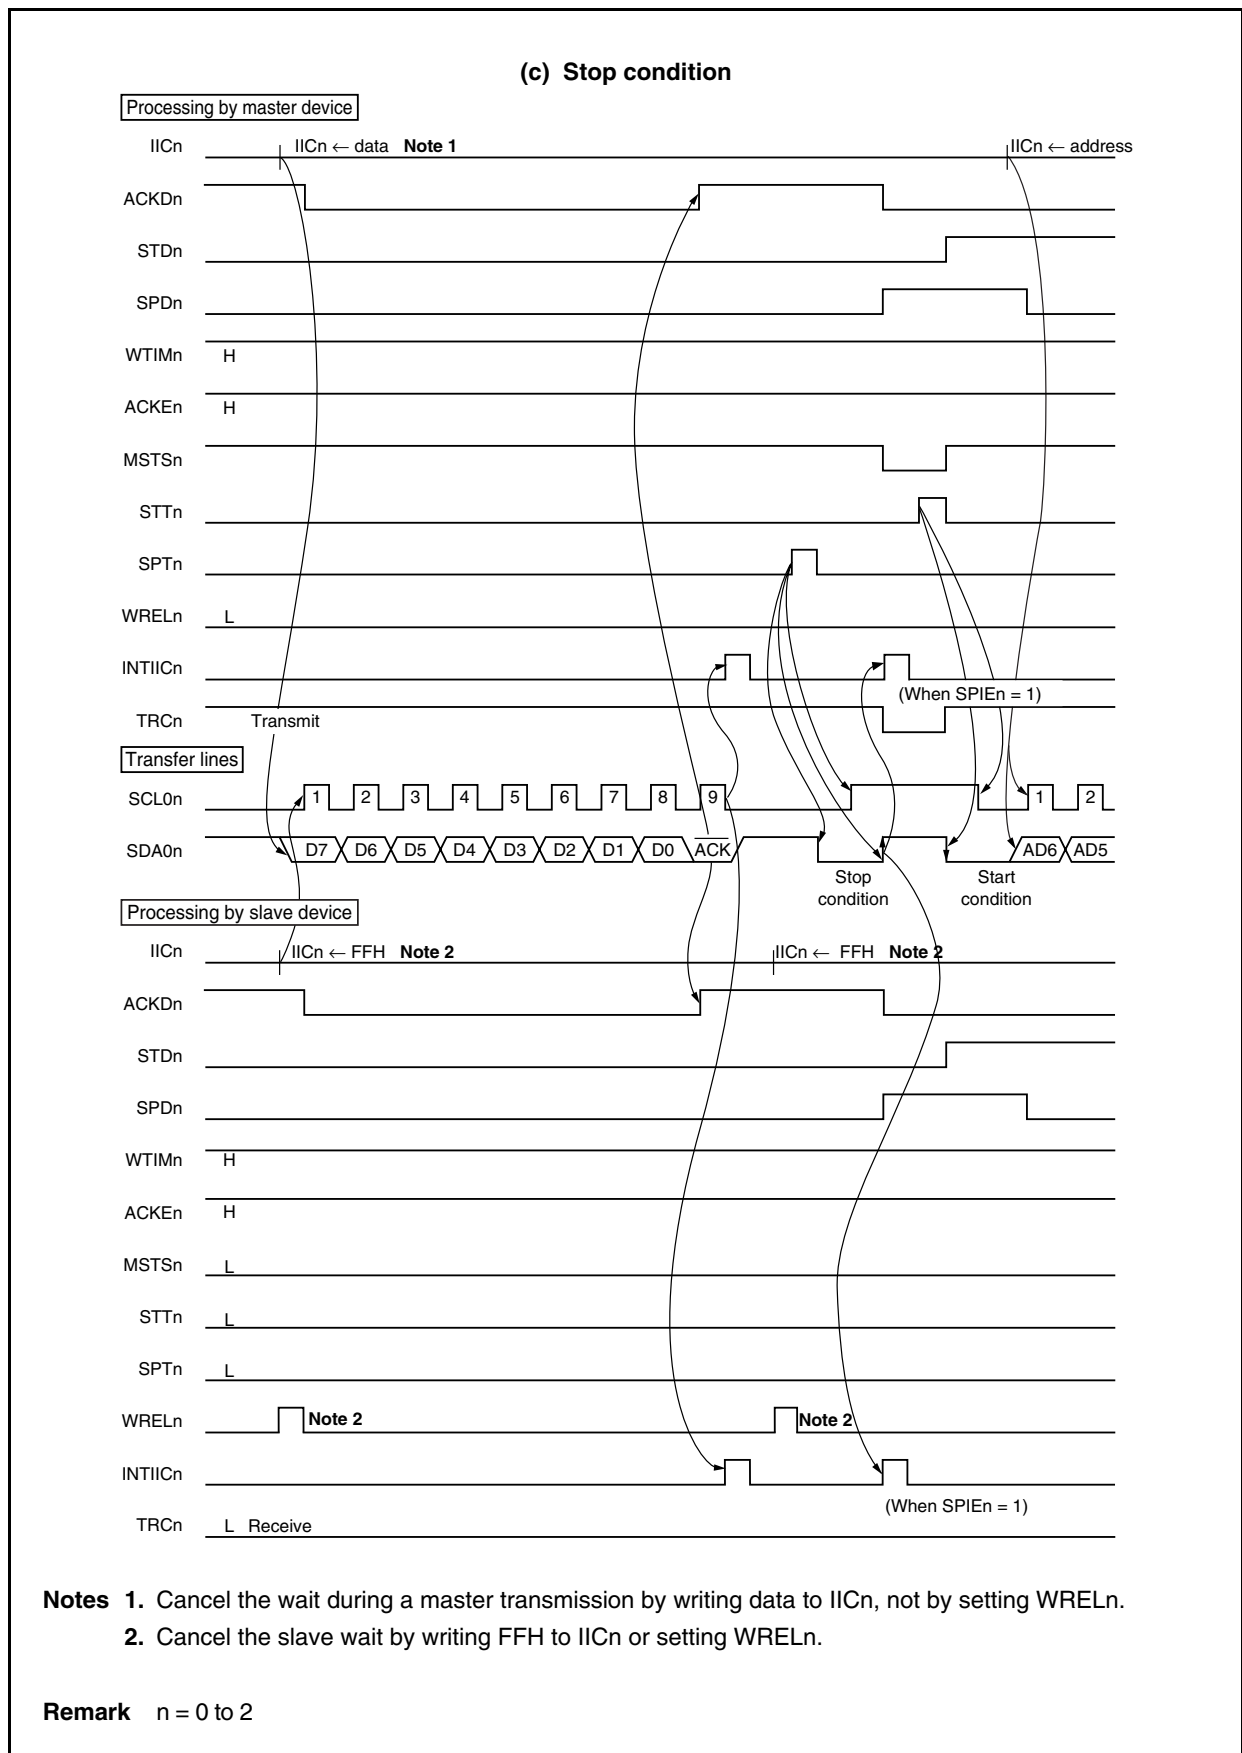 (c) Stop condition
Processing by master device
IICn IICn ← data Note 1 IICn ← address
ACKDn
STDn
SPDn
WTIMn H
ACKEn H
MSTSn
STTn
SPTn
WRELn L
INTIICn
(When SPIEn = 1)
TRCn Transmit
Transfer lines
SCL0n 1 2 3 4 5 6 7 8 9 1 2
SDA0n D7 D6 D5 D4 D3 D2 D1 D0 A̅C̅K̅ AD6 AD5
Stop Start
condition condition
Processing by slave device
IICn IICn ← FFH Note 2 IICn ← FFH Note 2
ACKDn
STDn
SPDn
WTIMn H
ACKEn H
MSTSn L
STTn L
SPTn L
WRELn Note 2 Note 2
INTIICn
(When SPIEn = 1)
TRCn L Receive
Notes 1. Cancel the wait during a master transmission by writing data to IICn, not by setting WRELn.
2. Cancel the slave wait by writing FFH to IICn or setting WRELn.
Remark n = 0 to 2